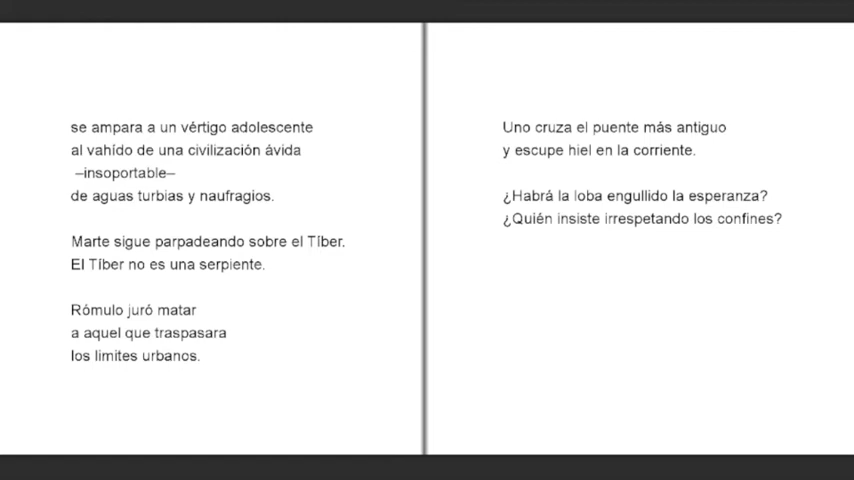 se ampara a un vértigo adolescente
al vahído de una civilización ávida
–insoportable–
de aguas turbias y naufragios.
Marte sigue parpadeando sobre el Tíber.
El Tíber no es una serpiente.
Rómulo juró matar
a aquel que traspasara
los limites urbanos.
Uno cruza el puente más antiguo
y escupe hiel en la corriente.
¿Habrá la loba engullido la esperanza?
¿Quién insiste irrespetando los confines?